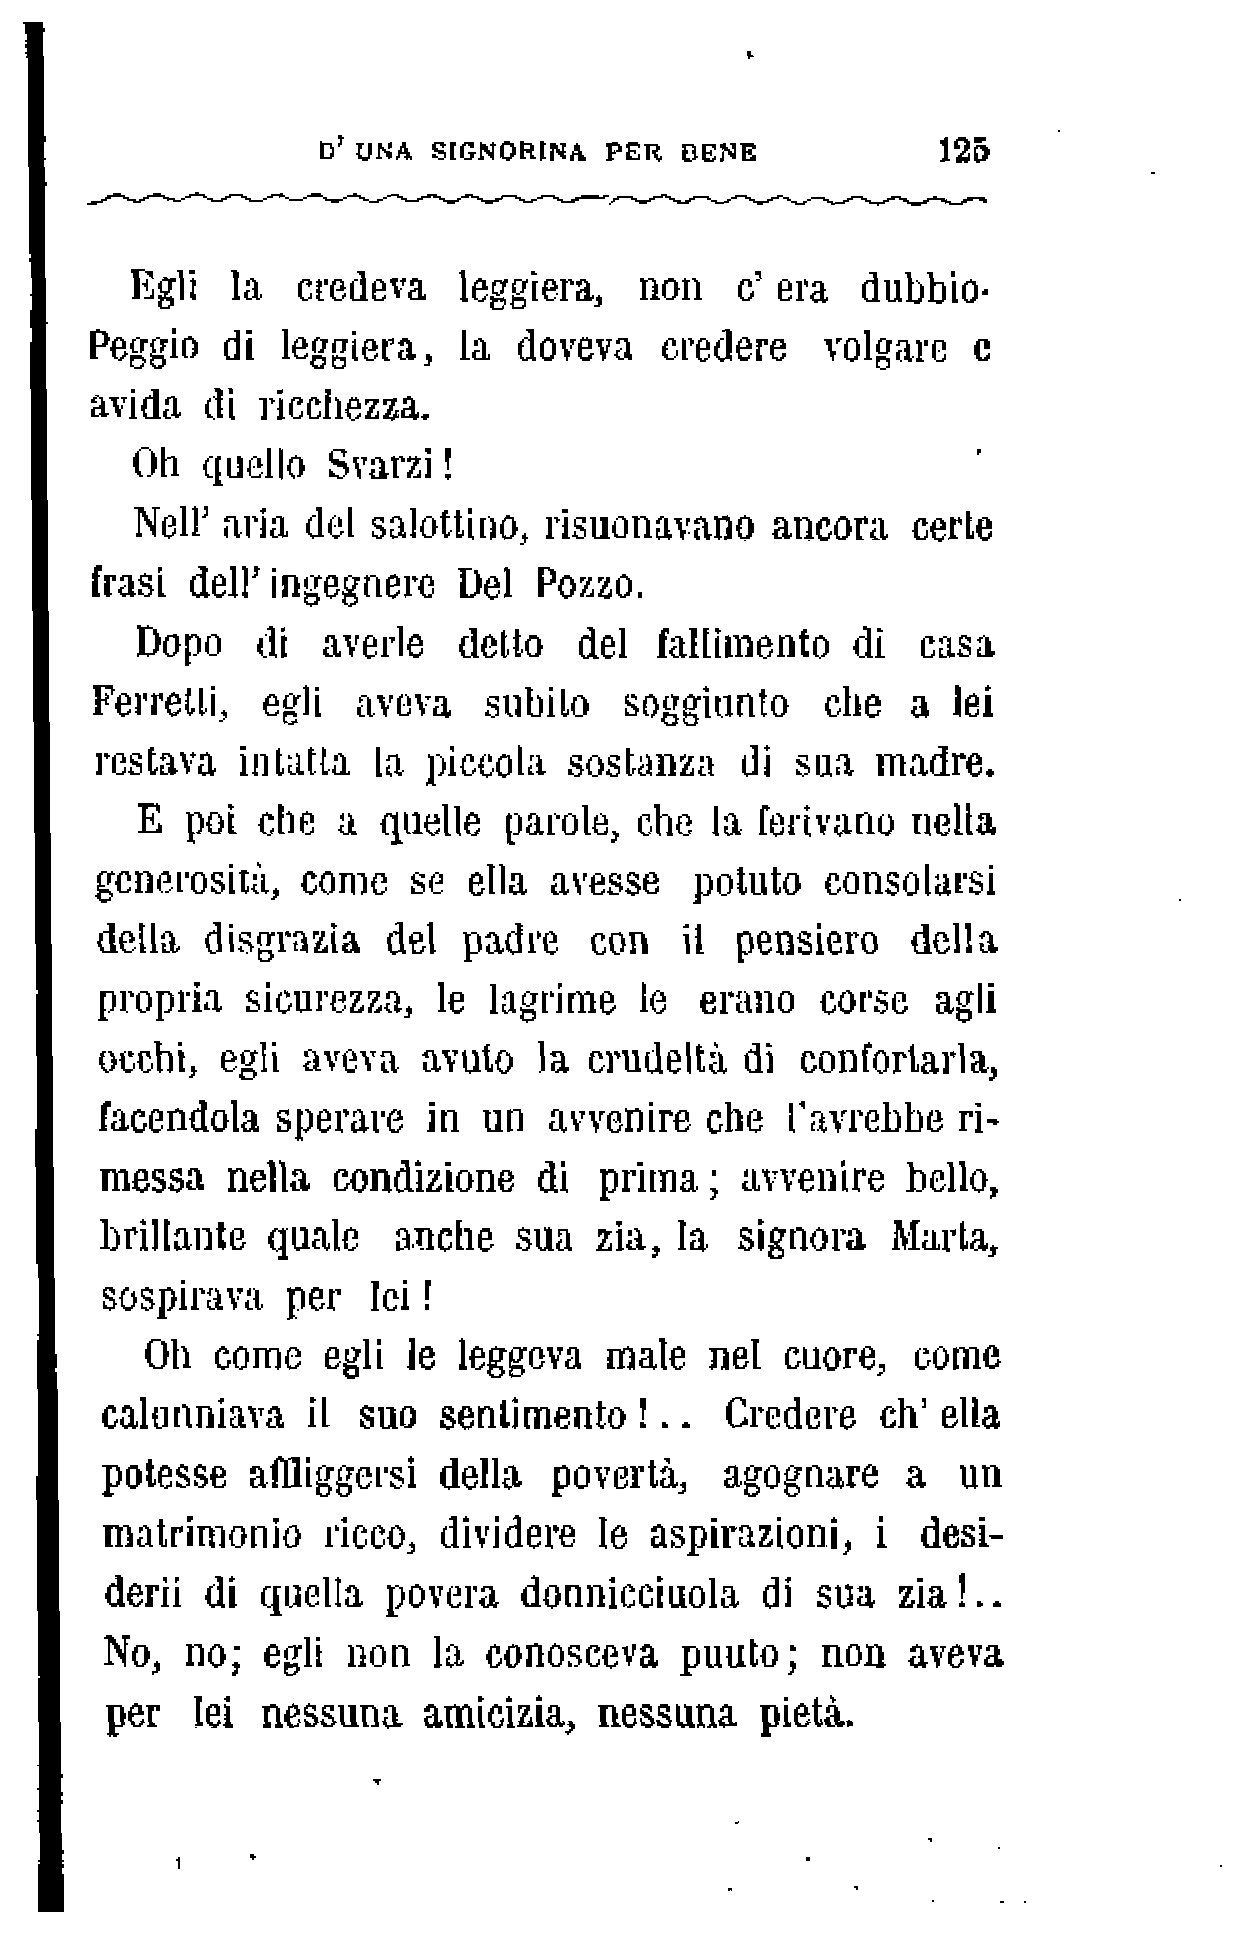 D' UNA SIGNORINA PER BENE 125
Egli la credeva leggiera, non c' era dubbio.
Peggio di leggiera, la doveva credere volgare e
avida di ricchezza.
Oh quello Svarzi!
Nell' aria del salottino, risuonavano ancora certe
frasi dell' ingegnere Del Pozzo.
Dopo di averle detto del fallimento di casa
Ferretti, egli aveva subito soggiunto che a lei
restava intatta la piccola sostanza di sua madre.
E poi che a quelle parole, che la ferivano nella
generosità, come se ella avesse potuto consolarsi
della disgrazia del padre con il pensiero della
propria sicurezza, le lagrime le erano corse agli
occhi, egli aveva avuto la crudeltà di confortarla,
facendola sperare in un avvenire che l'avrebbe ri-
messa nella condizione di prima; avvenire bello,
brillante quale anche sua zia, la signora Marta,
sospirava per lei!
Oh come egli le leggeva male nel cuore, come
calunniava il suo sentimento!.. Credere ch' ella
potesse affliggersi della povertà, agognare a un
matrimonio ricco, dividere le aspirazioni, i desi-
derii di quella povera donnicciuola di sua zia!..
No, no; egli non la conosceva puuto; non aveva
per lei nessuna amicizia, nessuna pietà.